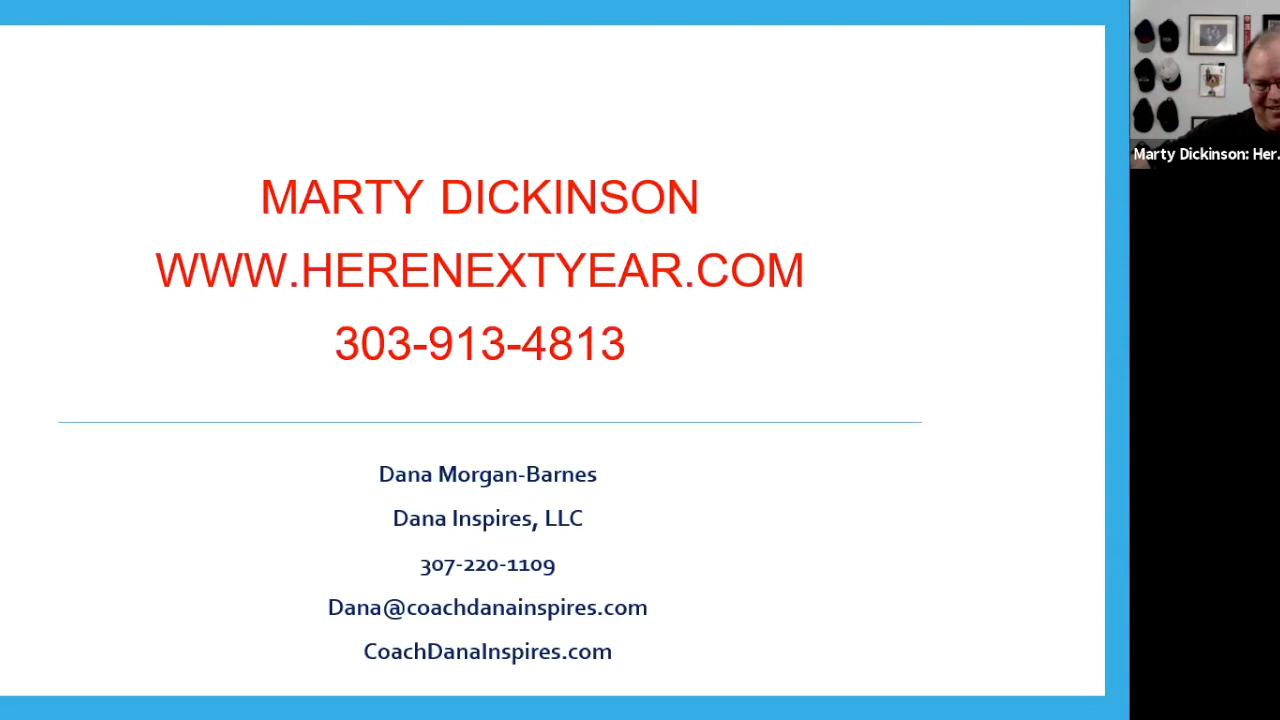 MARTY DICKINSON
WWW.HERENEXTYEAR.COM
303-913-4813
Dana Morgan-Barnes
Dana Inspires, LLC
307-220-1109
Dana@coachdanainspires.com
CoachDanaInspires.com
Marty Dickinson: Her...